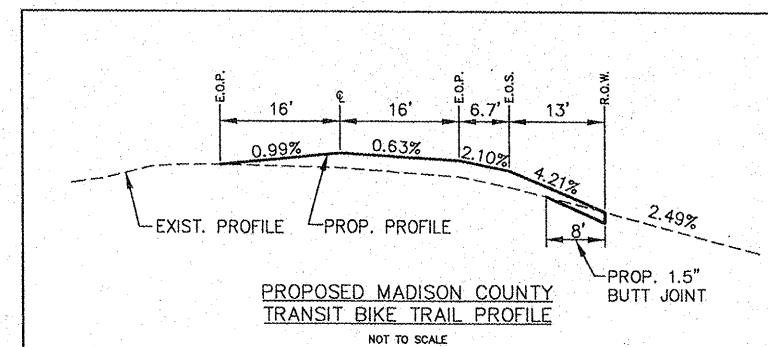 E.O.P.
℄
E.O.P.
E.O.S.
R.O.W.
16'
16'
6.7'
13'
0.99%
0.63%
2.10%
4.21%
2.49%
EXIST. PROFILE
PROP. PROFILE
8'
PROP. 1.5"
BUTT JOINT
PROPOSED MADISON COUNTY
TRANSIT BIKE TRAIL PROFILE
NOT TO SCALE